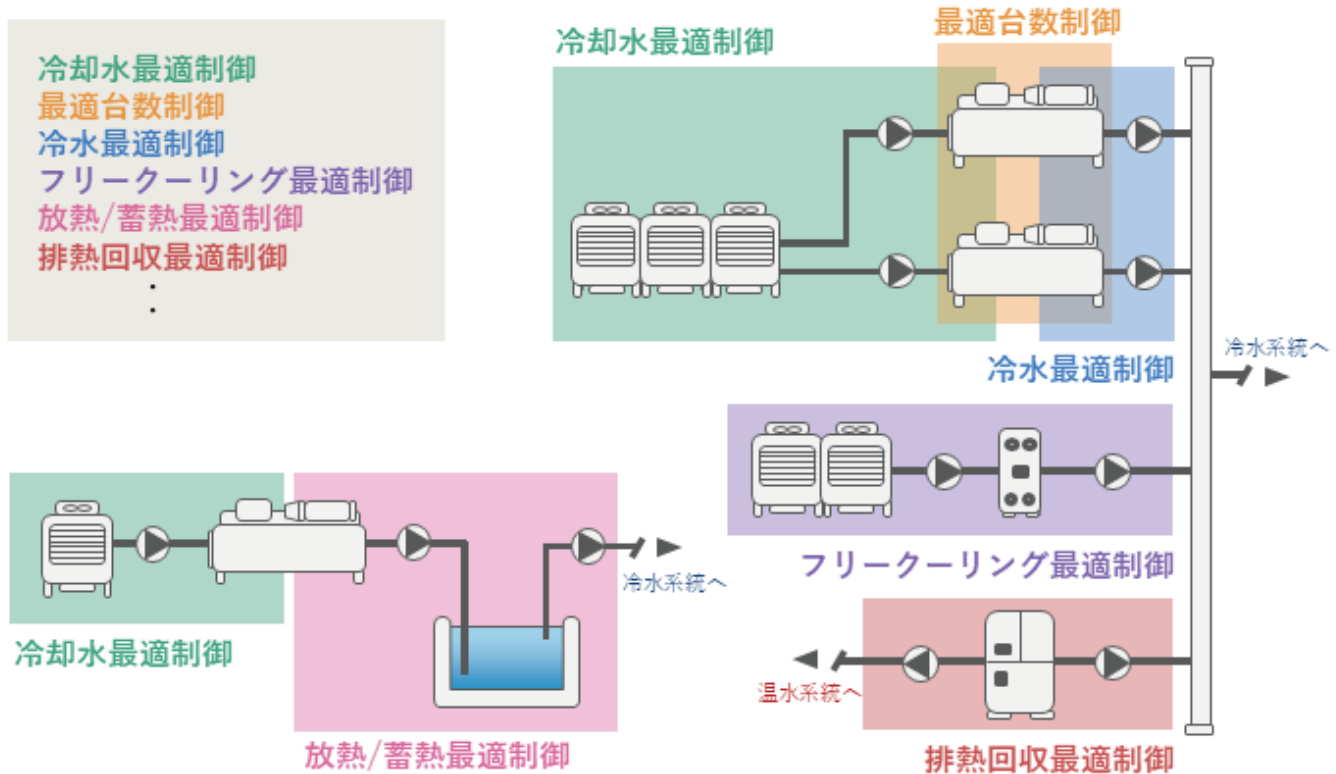 冷却水最適制御
最適台数制御
冷水最適制御
フリークーリング最適制御
放熱/蓄熱最適制御
排熱回収最適制御
:
冷却水最適制御
最適台数制御
冷水最適制御
冷水系統へ
フリークーリング最適制御
冷水系統へ
冷却水最適制御
放熱/蓄熱最適制御
温水系統へ
排熱回収最適制御